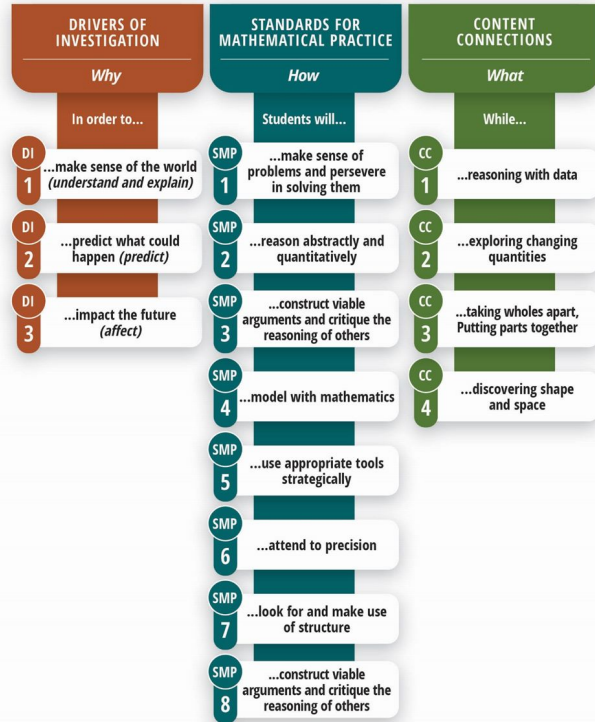 DRIVERS OF
INVESTIGATION
Why
In order to...
DI
1
...make sense of the world
(understand and explain)
DI
2
...predict what could
happen (predict)
DI
3
...impact the future
(affect)
STANDARDS FOR
MATHEMATICAL PRACTICE
How
Students will...
SMP
1
...make sense of
problems and persevere
in solving them
SMP
2
...reason abstractly and
quantitatively
SMP
3
...construct viable
arguments and critique the
reasoning of others
SMP
4
...model with mathematics
SMP
5
...use appropriate tools
strategically
SMP
6
...attend to precision
SMP
7
...look for and make use
of structure
SMP
8
...construct viable
arguments and critique the
reasoning of others
CONTENT
CONNECTIONS
What
While...
CC
1
...reasoning with data
CC
2
...exploring changing
quantities
CC
3
...taking wholes apart,
Putting parts together
CC
4
...discovering shape
and space